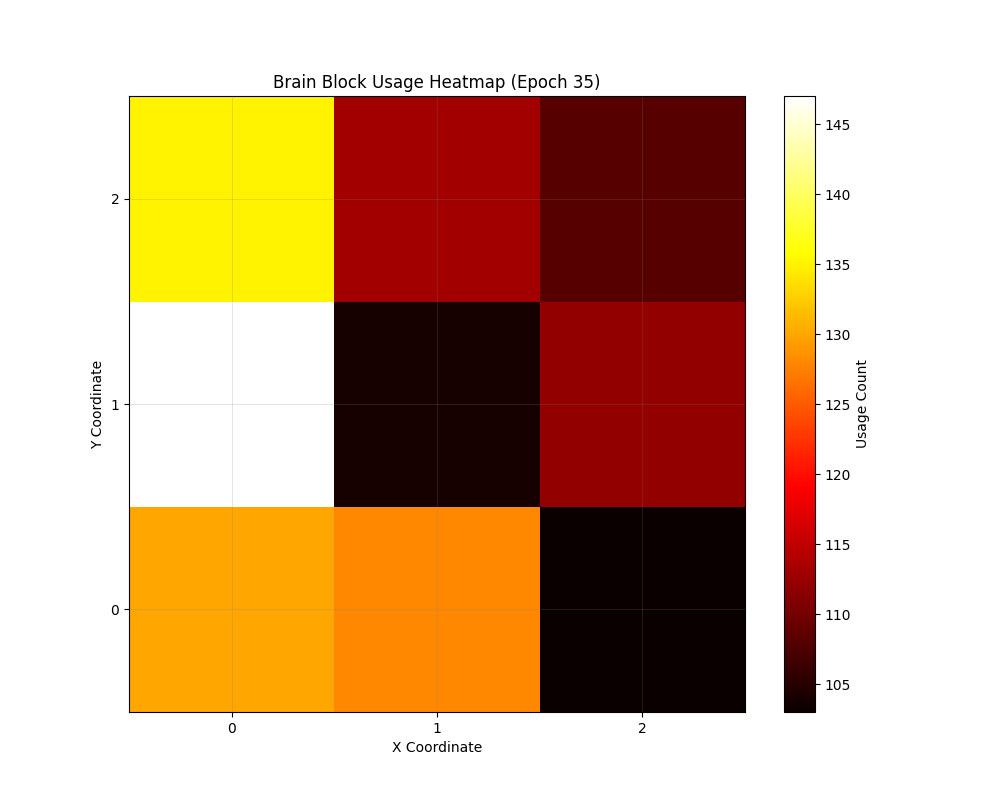 Brain Block Usage Heatmap (Epoch 35)
2
1
0
Y Coordinate
0 1 2
X Coordinate
145
140
135
130
125
120
115
110
105
Usage Count